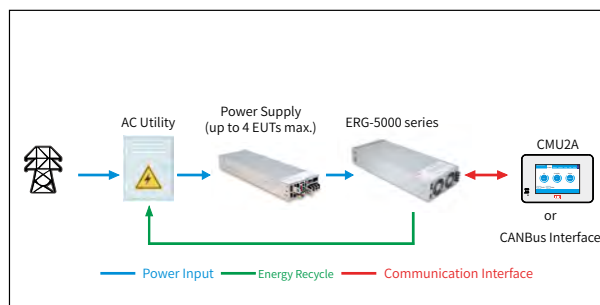 AC Utility
Power Supply
(up to 4 EUTs max.)
ERG-5000 series
CMU2A
or
CANBus Interface
Power Input
Energy Recycle
Communication Interface